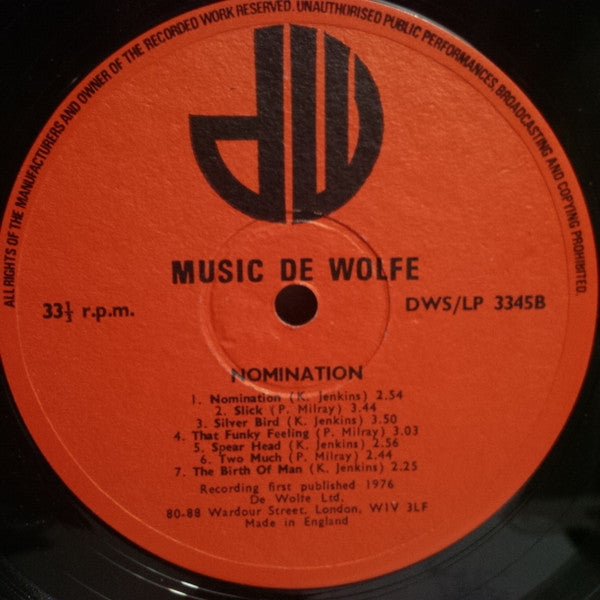 ALL RIGHTS OF THE MANUFACTURERS AND OWNER OF THE RECORDED WORK RESERVED. UNAUTHORISED PUBLIC PERFORMANCES, BROADCASTING AND COPYING PROHIBITED.
dW
MUSIC DE WOLFE
33⅓ r.p.m.
DWS/LP 3345B
NOMINATION
1. Nomination (K. Jenkins) 2.54
2. Slick (P. Milray) 3.44
3. Silver Bird (K. Jenkins) 3.50
4. That Funky Feeling (P. Milray) 3.03
5. Spear Head (K. Jenkins) 2.56
6. Two Much (P. Milray) 2.44
7. The Birth Of Man (K. Jenkins) 2.25
Recording first published 1976
De Wolfe Ltd.
80-88 Wardour Street, London, W1V 3LF
Made in England